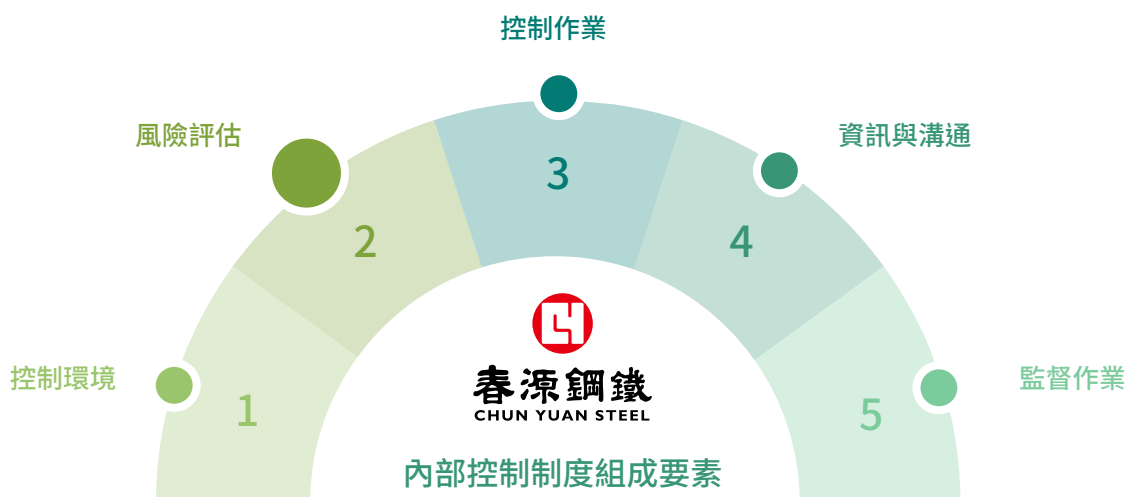 控制作業
風險評估
資訊與溝通
3
2
4
控制環境
監督作業
1
5
春源鋼鐵
CHUN YUAN STEEL
內部控制制度組成要素